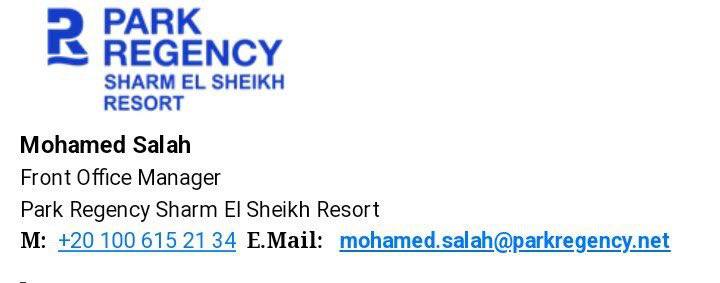 PARK
REGENCY
SHARM EL SHEIKH
RESORT
Mohamed Salah
Front Office Manager
Park Regency Sharm El Sheikh Resort
M: +20 100 615 21 34 E.Mail: mohamed.salah@parkregency.net